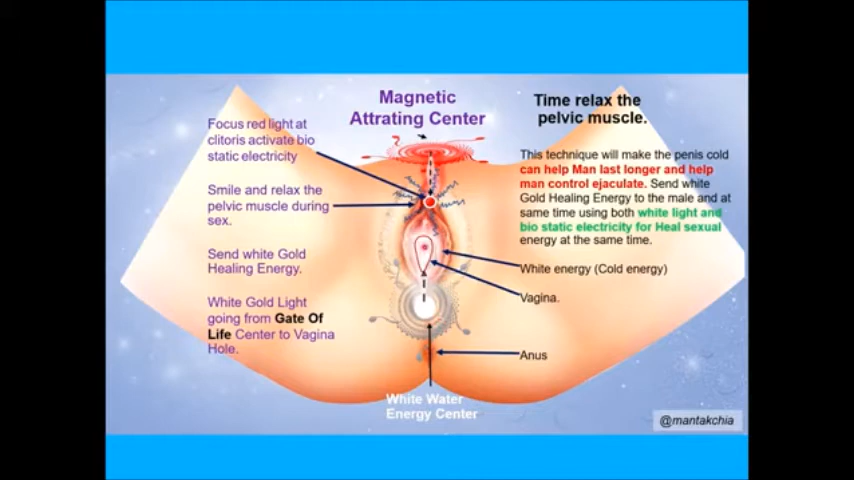 Magnetic
Attrating Center
Time relax the
pelvic muscle.
Focus red light at
clitoris activate bio
static electricity
Smile and relax the
pelvic muscle during
sex.
Send white Gold
Healing Energy.
White Gold Light
going from Gate Of
Life Center to Vagina
Hole.
This technique will make the penis cold
can help Man last longer and help
man control ejaculate. Send white
Gold Healing Energy to the male and at
same time using both white light and
bio static electricity for Heal sexual
energy at the same time.
White energy (Cold energy)
Vagina.
Anus
White Water
Energy Center
@mantakchia